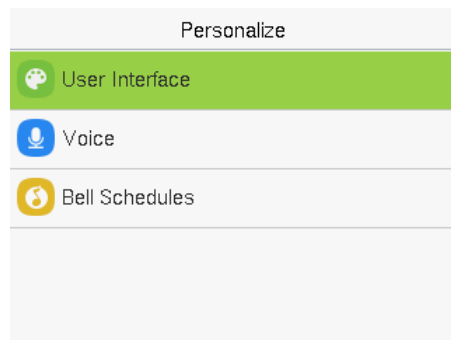 Personalize
User Interface
Voice
Bell Schedules